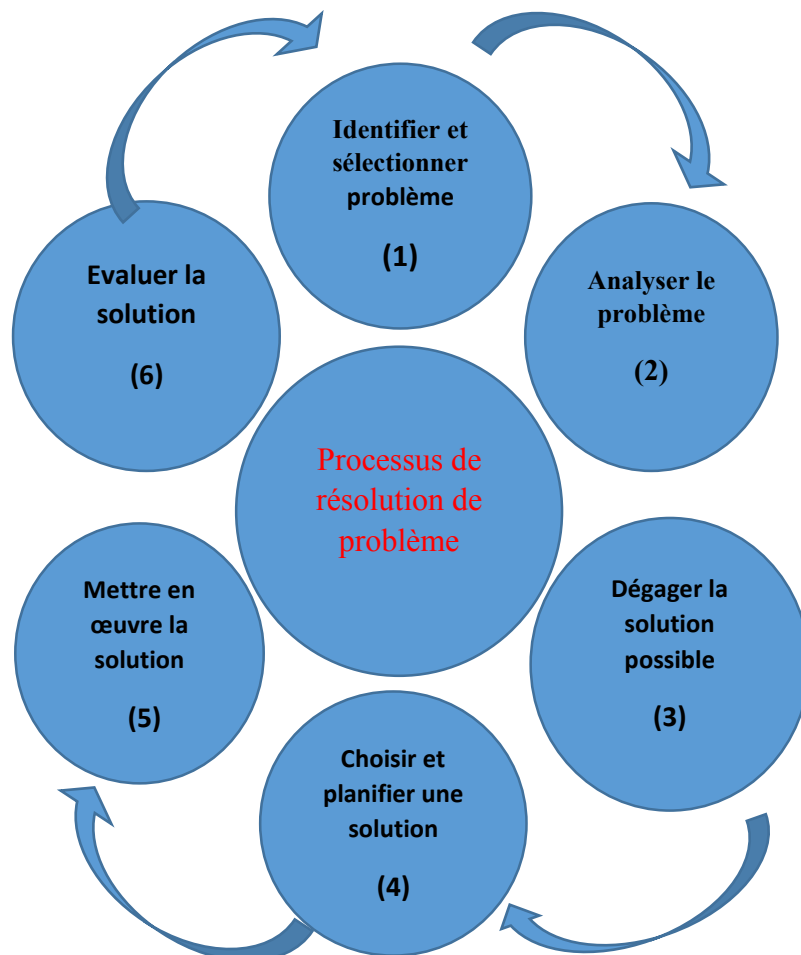 Identifier et
sélectionner
problème
(1)
Analyser le
problème
(2)
Dégager la
solution
possible
(3)
Choisir et
planifier une
solution
(4)
Mettre en
œuvre la
solution
(5)
Evaluer la
solution
(6)
Processus de
résolution de
problème